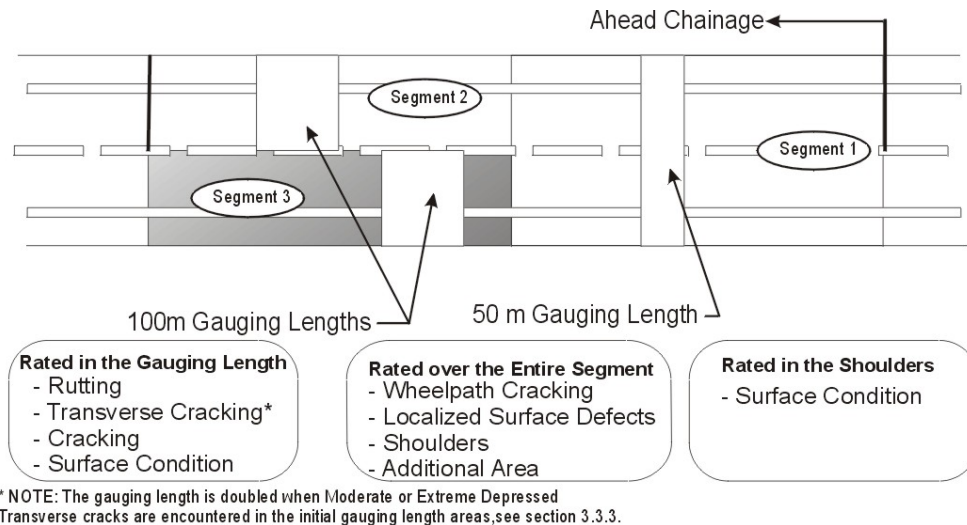 Ahead Chainage
Segment 2
Segment 1
Segment 3
100m Gauging Lengths
50 m Gauging Length
Rated in the Gauging Length
- Rutting
- Transverse Cracking*
- Cracking
- Surface Condition
Rated over the Entire Segment
- Wheelpath Cracking
- Localized Surface Defects
- Shoulders
- Additional Area
Rated in the Shoulders
- Surface Condition
* NOTE: The gauging length is doubled when Moderate or Extreme Depressed
Transverse cracks are encountered in the initial gauging length areas,see section 3.3.3.